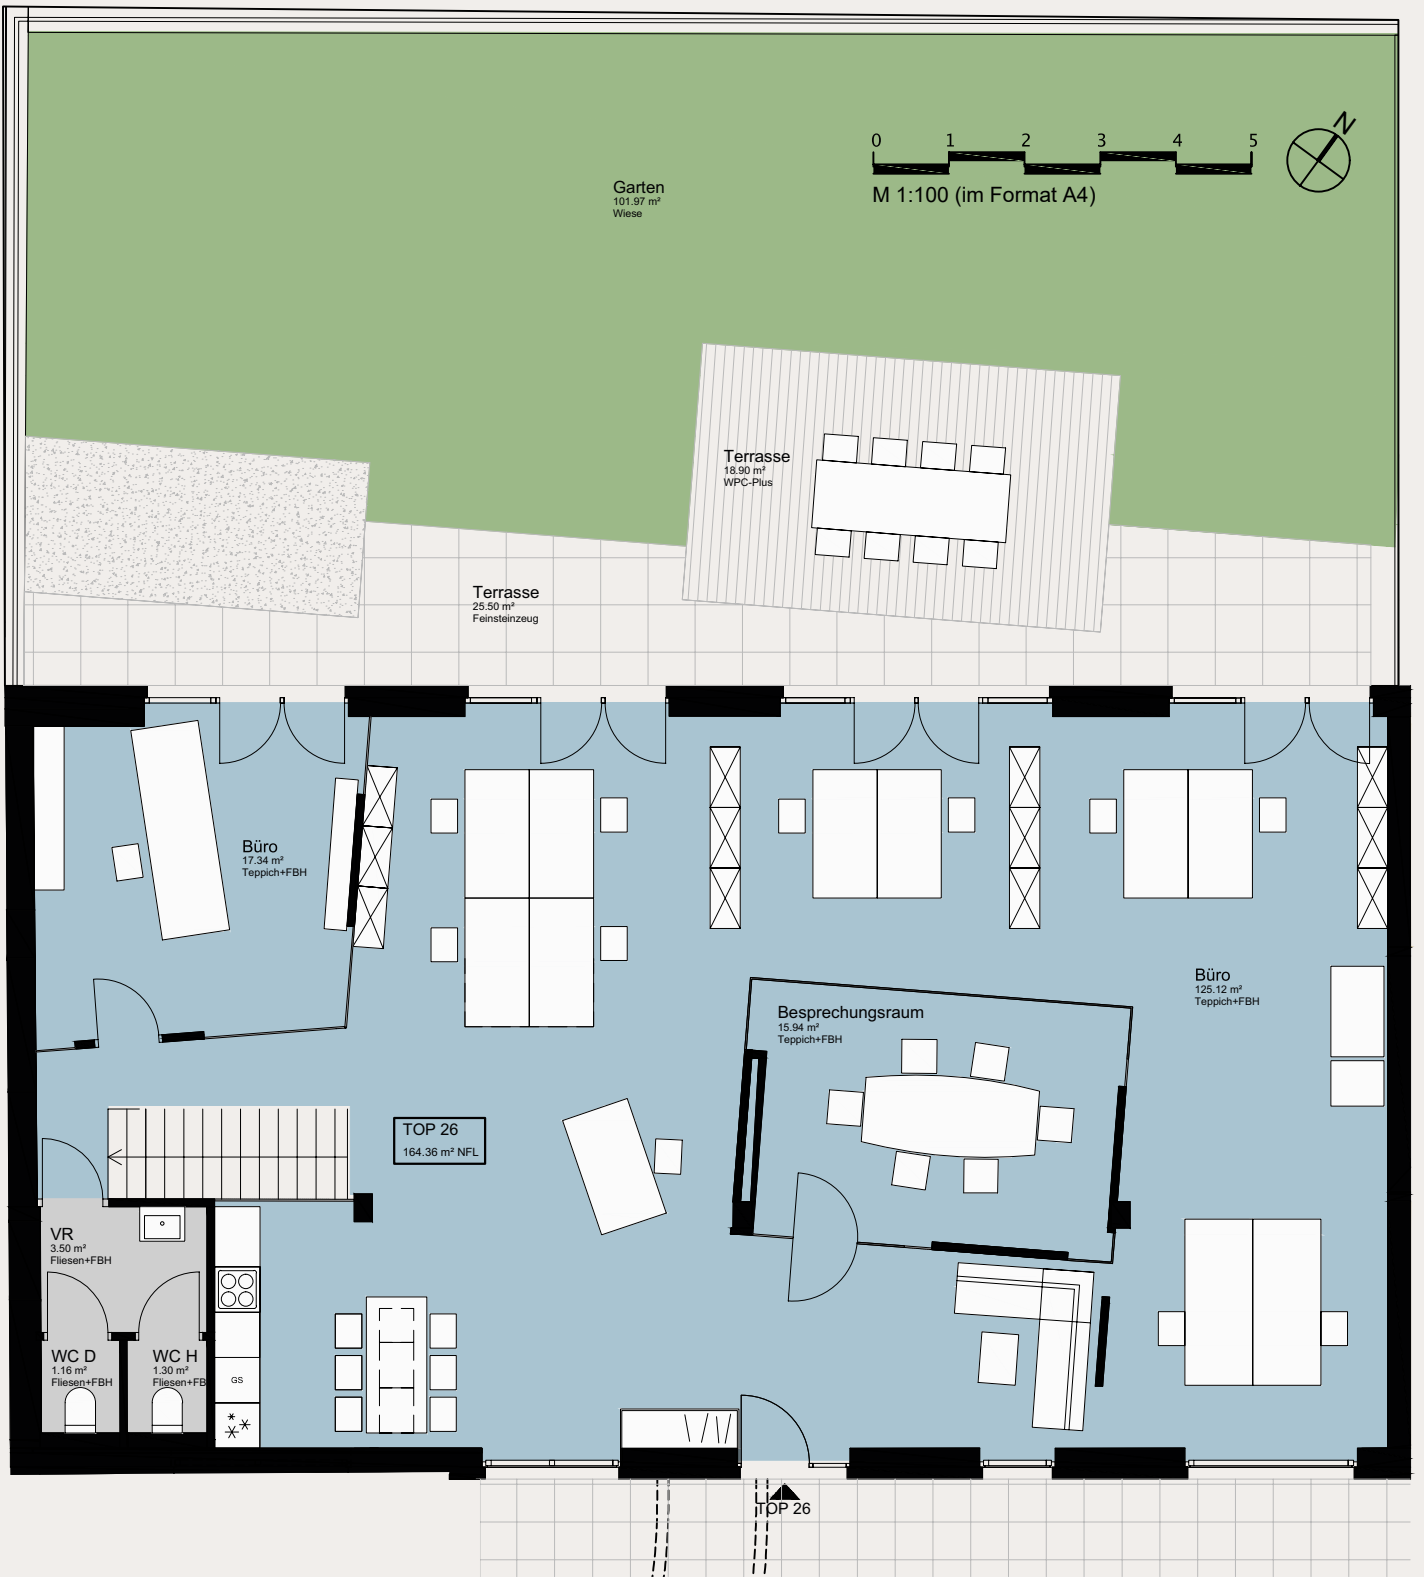 N
0 1 2 3 4 5
M 1:100 (im Format A4)
Garten
101.97 m²
Wiese
Terrasse
18.90 m²
WPC-Plus
Terrasse
25.50 m²
Feinsteinzeug
Büro
17.34 m²
Teppich+FBH
Büro
125.12 m²
Teppich+FBH
Besprechungsraum
15.94 m²
Teppich+FBH
TOP 26
164.36 m² NFL
VR
3.50 m²
Fliesen+FBH
WC D
1.16 m²
Fliesen+FBH
WC H
1.30 m²
Fliesen+FB
GS
TOP 26